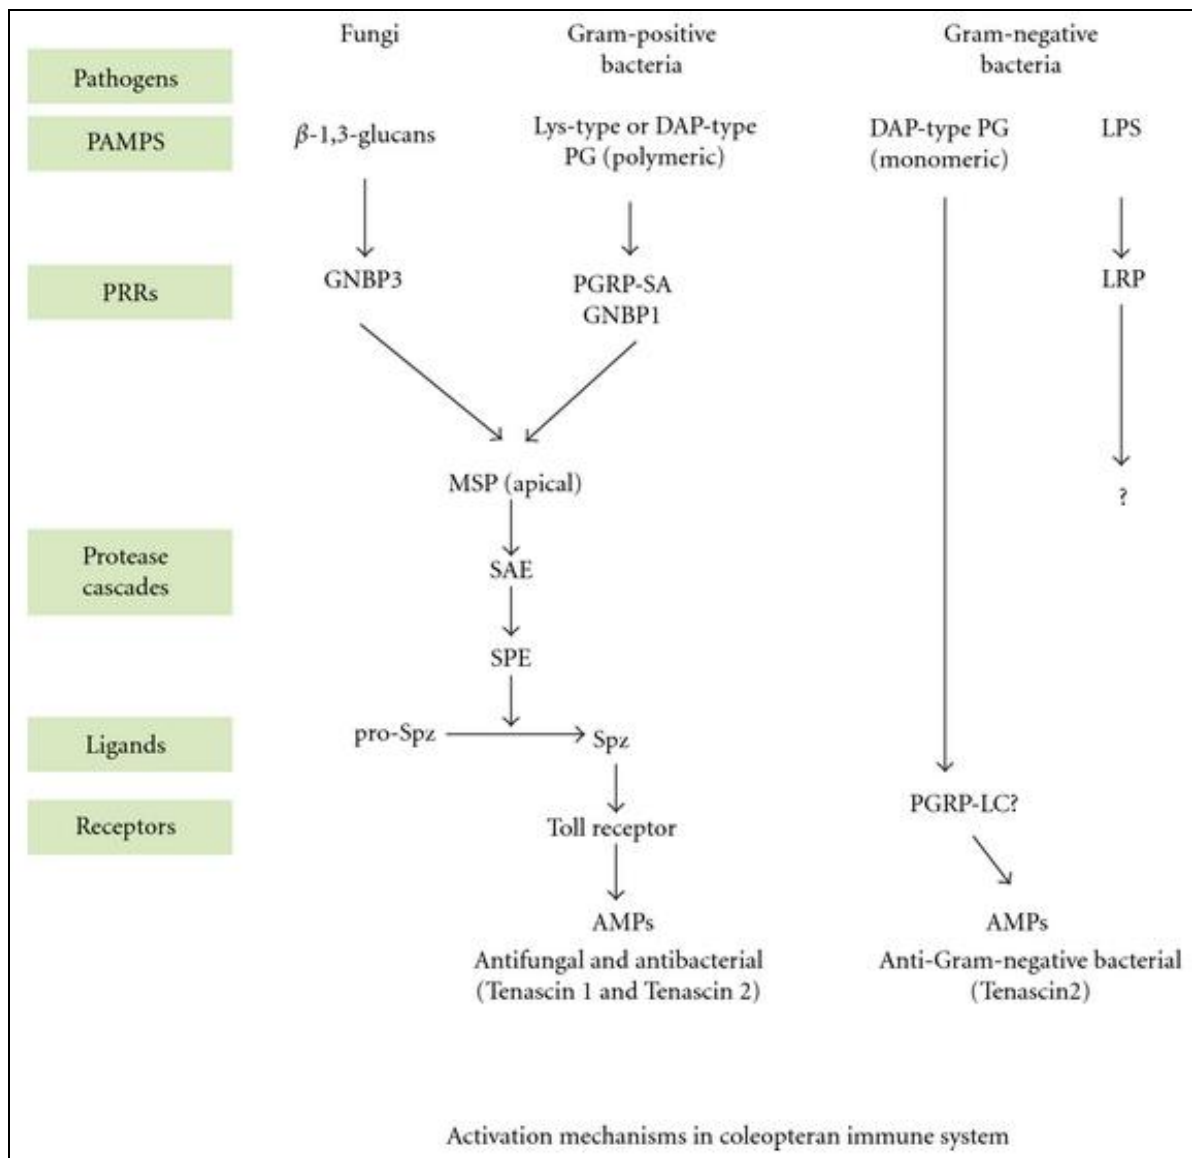 Fungi
Gram-positive
bacteria
Gram-negative
bacteria
Pathogens
PAMPS
β-1,3-glucans
Lys-type or DAP-type
PG (polymeric)
DAP-type PG
(monomeric)
LPS
PRRs
GNBP3
PGRP-SA
GNBP1
LRP
MSP (apical)
?
Protease
cascades
SAE
SPE
Ligands
pro-Spz
Spz
Receptors
Toll receptor
PGRP-LC?
AMPs
Antifungal and antibacterial
(Tenascin 1 and Tenascin 2)
AMPs
Anti-Gram-negative bacterial
(Tenascin2)
Activation mechanisms in coleopteran immune system